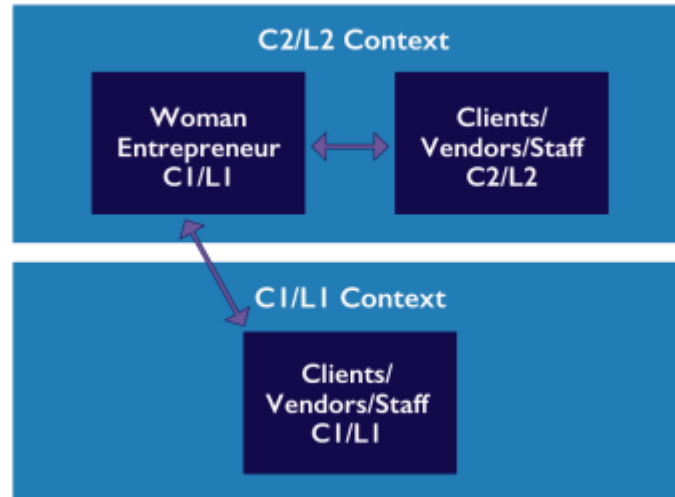 C2/L2 Context
Woman
Entrepreneur
C1/L1
Clients/
Vendors/Staff
C2/L2
C1/L1 Context
Clients/
Vendors/Staff
C1/L1